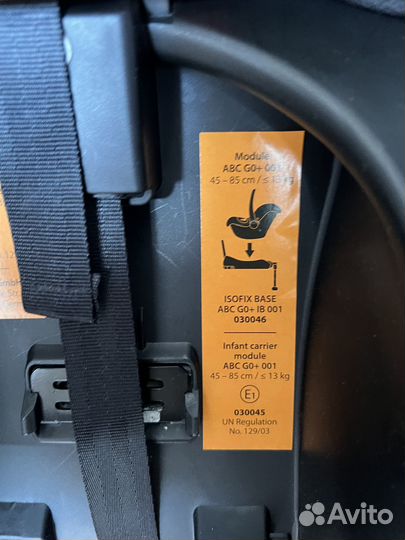 Module
ABC G0+ 001
45 – 85 cm / ≤ 13 kg
ISOFIX BASE
ABC G0+ IB 001
030046
Infant carrier
module
ABC G0+ 001
45 – 85 cm / ≤ 13 kg
E1
030045
UN Regulation
No. 129/03
Avito